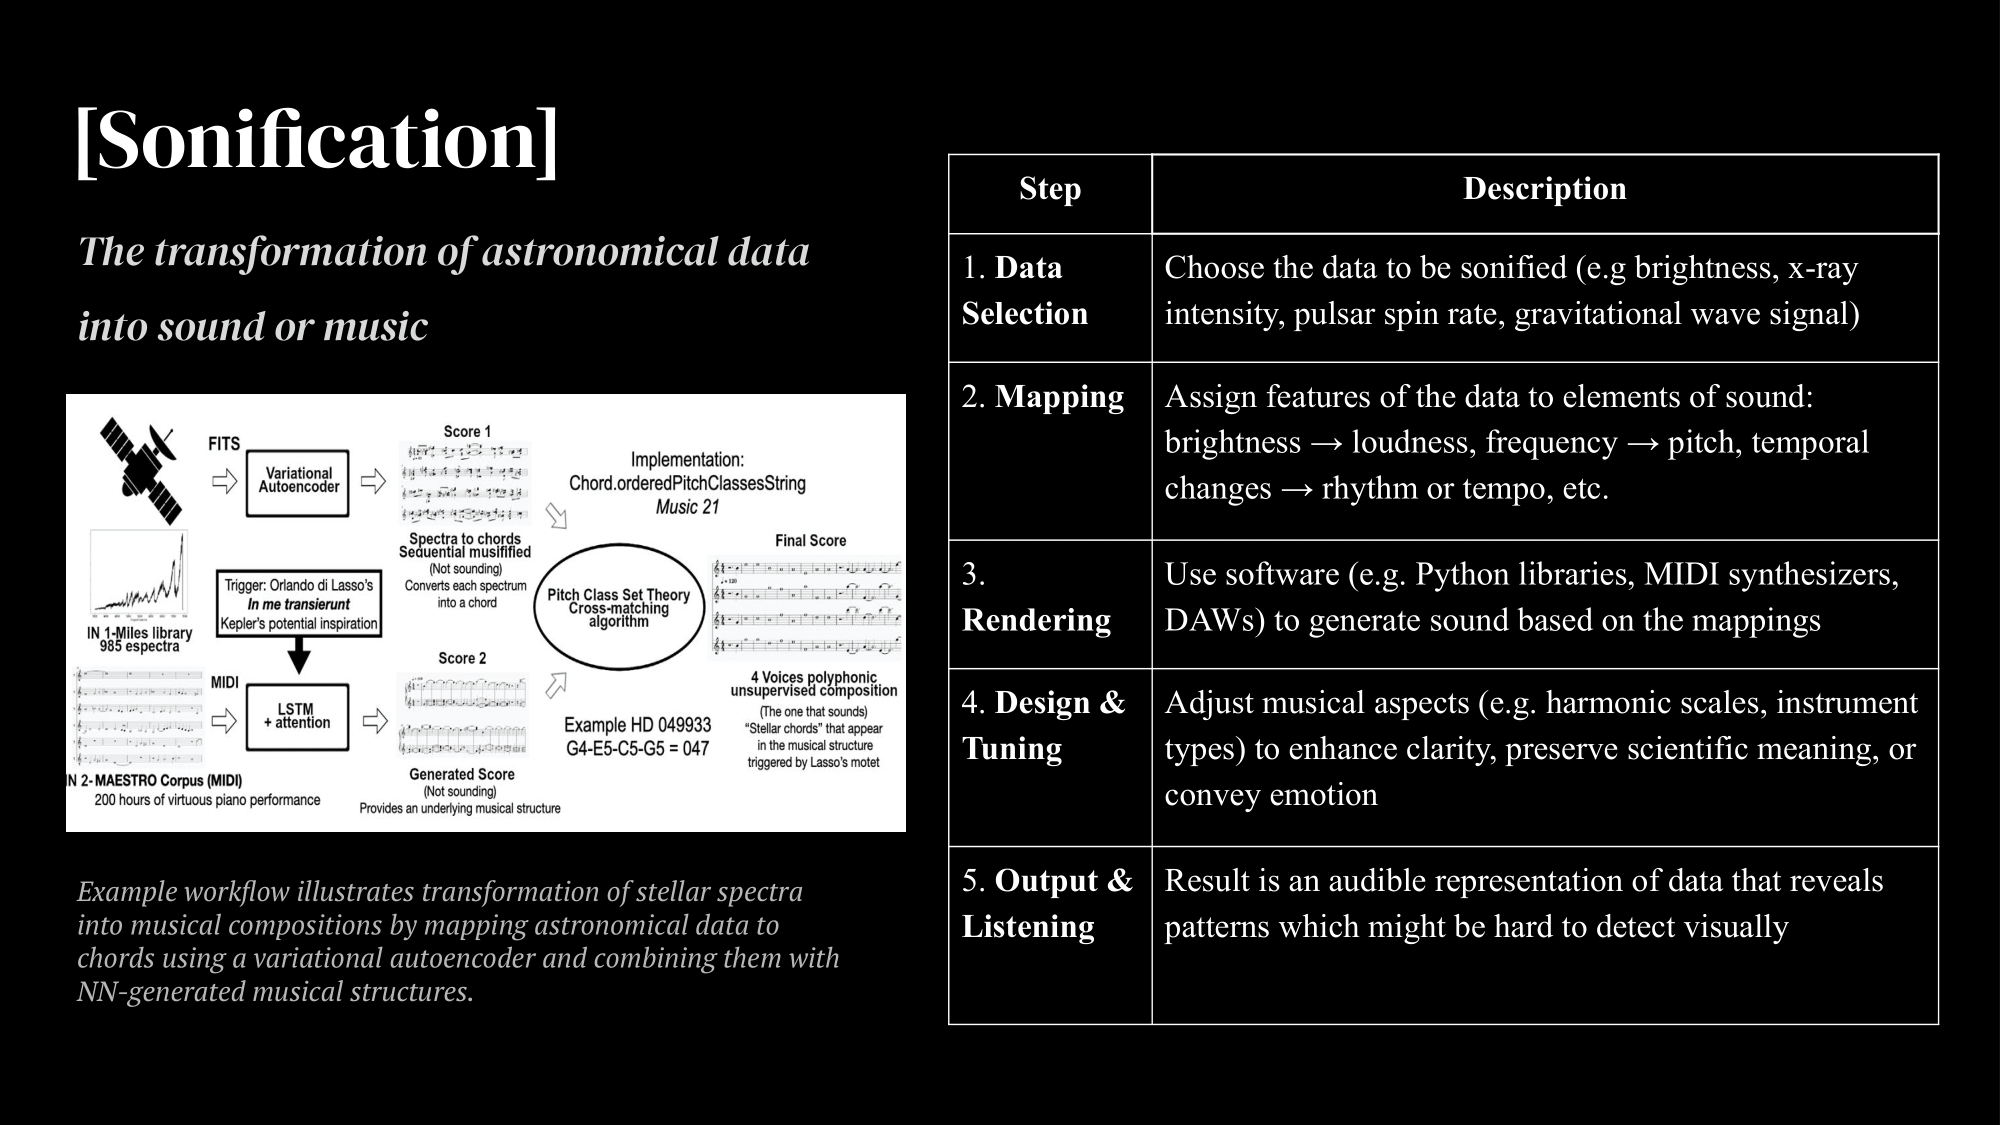 [Sonification]
The transformation of astronomical data
into sound or music
FITS
Variational
Autoencoder
Score 1
Spectra to chords
Sequential musifified
(Not sounding)
Converts each spectrum
into a chord
Implementation:
Chord.orderedPitchClassesString
Music 21
IN 1-Miles library
985 espectra
Trigger: Orlando di Lasso's
In me transierunt
Kepler's potential inspiration
Pitch Class Set Theory
Cross-matching
algorithm
Final Score
4 Voices polyphonic
unsupervised composition
(The one that sounds)
"Stellar chords" that appear
in the musical structure
triggered by Lasso's motet
MIDI
LSTM
+ attention
Score 2
Generated Score
(Not sounding)
Provides an underlying musical structure
Example HD 049933
G4-E5-C5-G5 = 047
IN 2- MAESTRO Corpus (MIDI)
200 hours of virtuous piano performance
Example workflow illustrates transformation of stellar spectra
into musical compositions by mapping astronomical data to
chords using a variational autoencoder and combining them with
NN-generated musical structures.
Step
Description
1. Data
Selection
Choose the data to be sonified (e.g brightness, x-ray
intensity, pulsar spin rate, gravitational wave signal)
2. Mapping
Assign features of the data to elements of sound:
brightness → loudness, frequency → pitch, temporal
changes → rhythm or tempo, etc.
3.
Rendering
Use software (e.g. Python libraries, MIDI synthesizers,
DAWs) to generate sound based on the mappings
4. Design &
Tuning
Adjust musical aspects (e.g. harmonic scales, instrument
types) to enhance clarity, preserve scientific meaning, or
convey emotion
5. Output &
Listening
Result is an audible representation of data that reveals
patterns which might be hard to detect visually